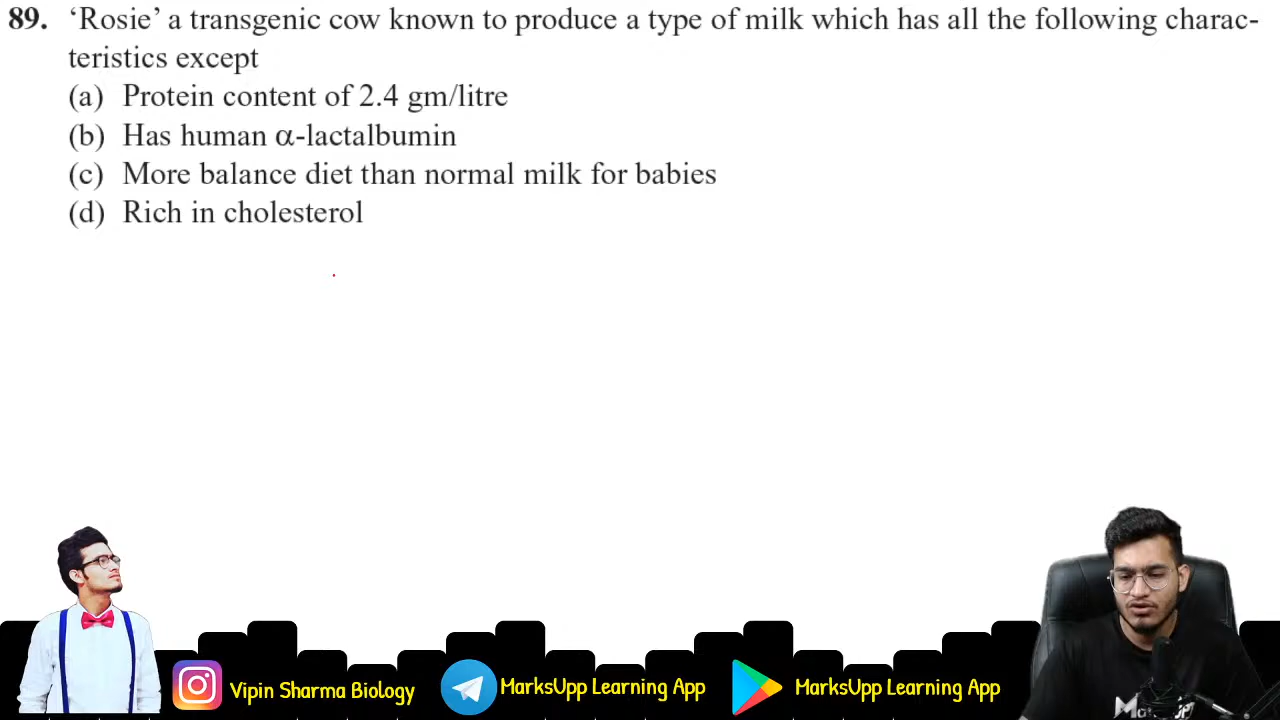 89. ‘Rosie’ a transgenic cow known to produce a type of milk which has all the following charac-
teristics except
(a) Protein content of 2.4 gm/litre
(b) Has human α-lactalbumin
(c) More balance diet than normal milk for babies
(d) Rich in cholesterol
Vipin Sharma Biology
MarksUpp Learning App
MarksUpp Learning App